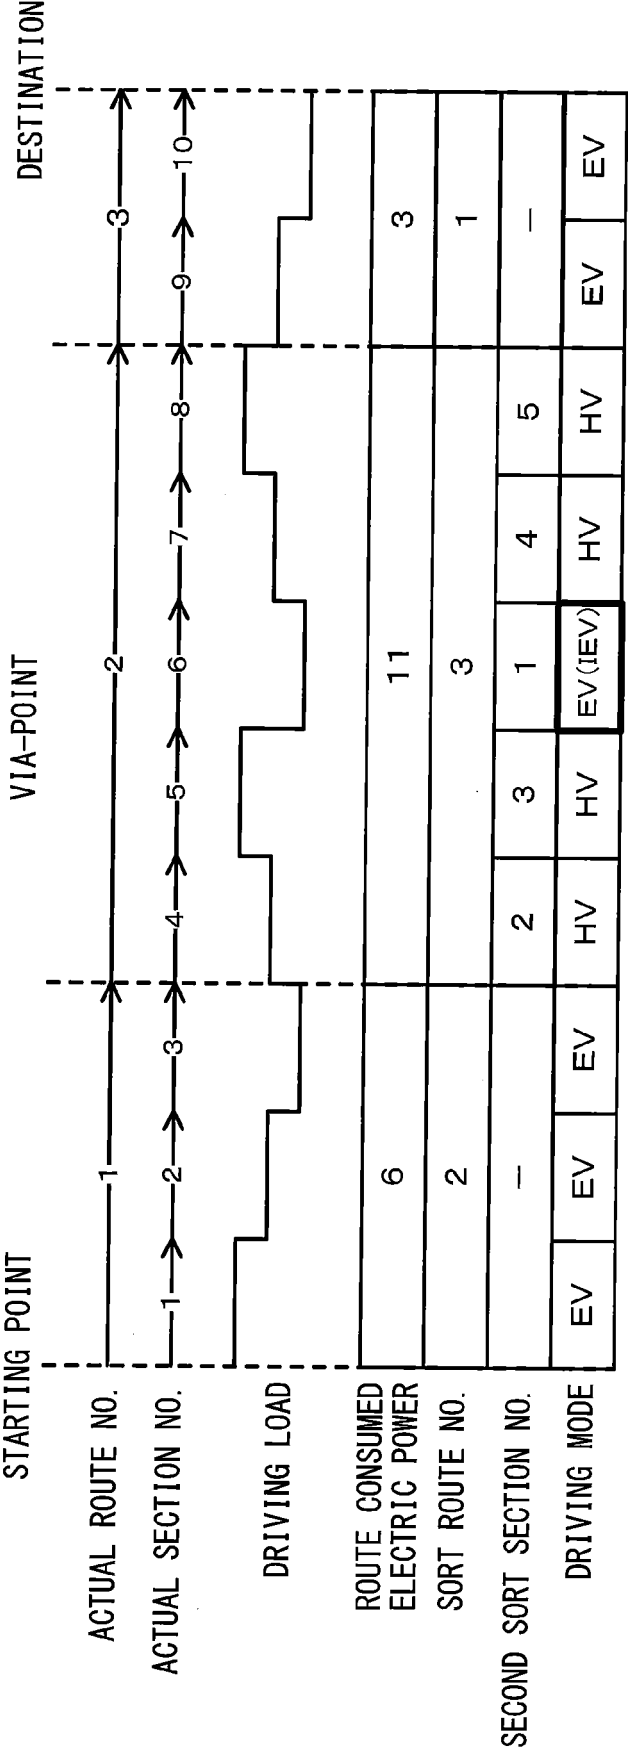 STARTING POINT VIA-POINT DESTINATION
ACTUAL ROUTE NO. 1 2 3
ACTUAL SECTION NO. 1 2 3 4 5 6 7 8 9 10
DRIVING LOAD
ROUTE CONSUMED
ELECTRIC POWER 6 11 3
SORT ROUTE NO. 2 3 1
SECOND SORT SECTION NO. — 2 3 1 4 5 —
DRIVING MODE EV EV EV HV HV EV(IEV) HV HV EV EV